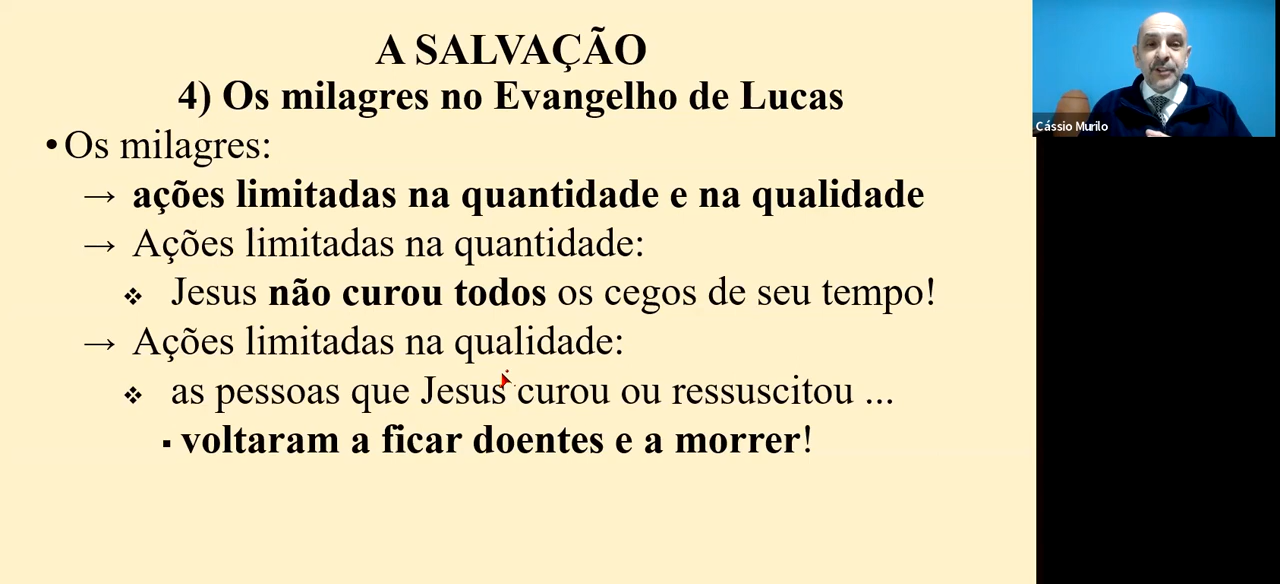 A SALVAÇÃO
4) Os milagres no Evangelho de Lucas
• Os milagres:
→ ações limitadas na quantidade e na qualidade
→ Ações limitadas na quantidade:
❖ Jesus não curou todos os cegos de seu tempo!
→ Ações limitadas na qualidade:
❖ as pessoas que Jesus curou ou ressuscitou ...
▪ voltaram a ficar doentes e a morrer!
Cássio Murilo